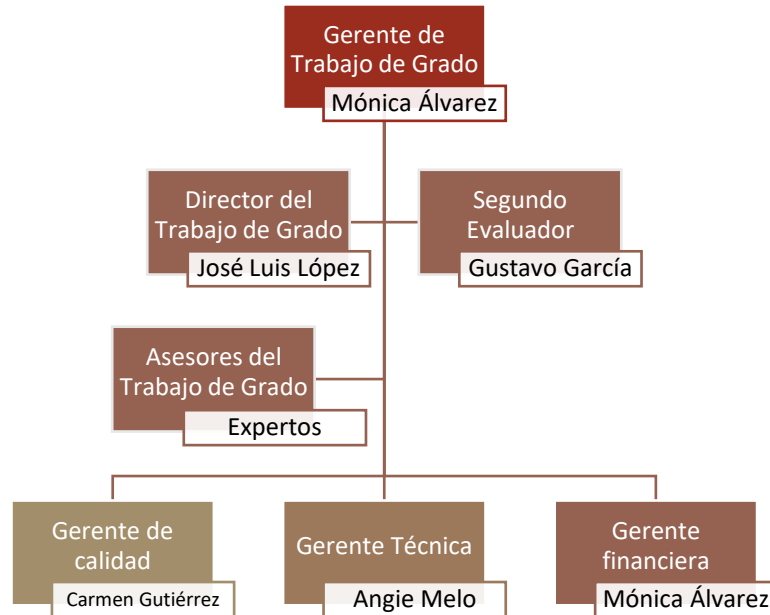 Gerente de
Trabajo de Grado
Mónica Álvarez
Director del
Trabajo de Grado
José Luis López
Segundo
Evaluador
Gustavo García
Asesores del
Trabajo de Grado
Expertos
Gerente de
calidad
Carmen Gutiérrez
Gerente Técnica
Angie Melo
Gerente
financiera
Mónica Álvarez